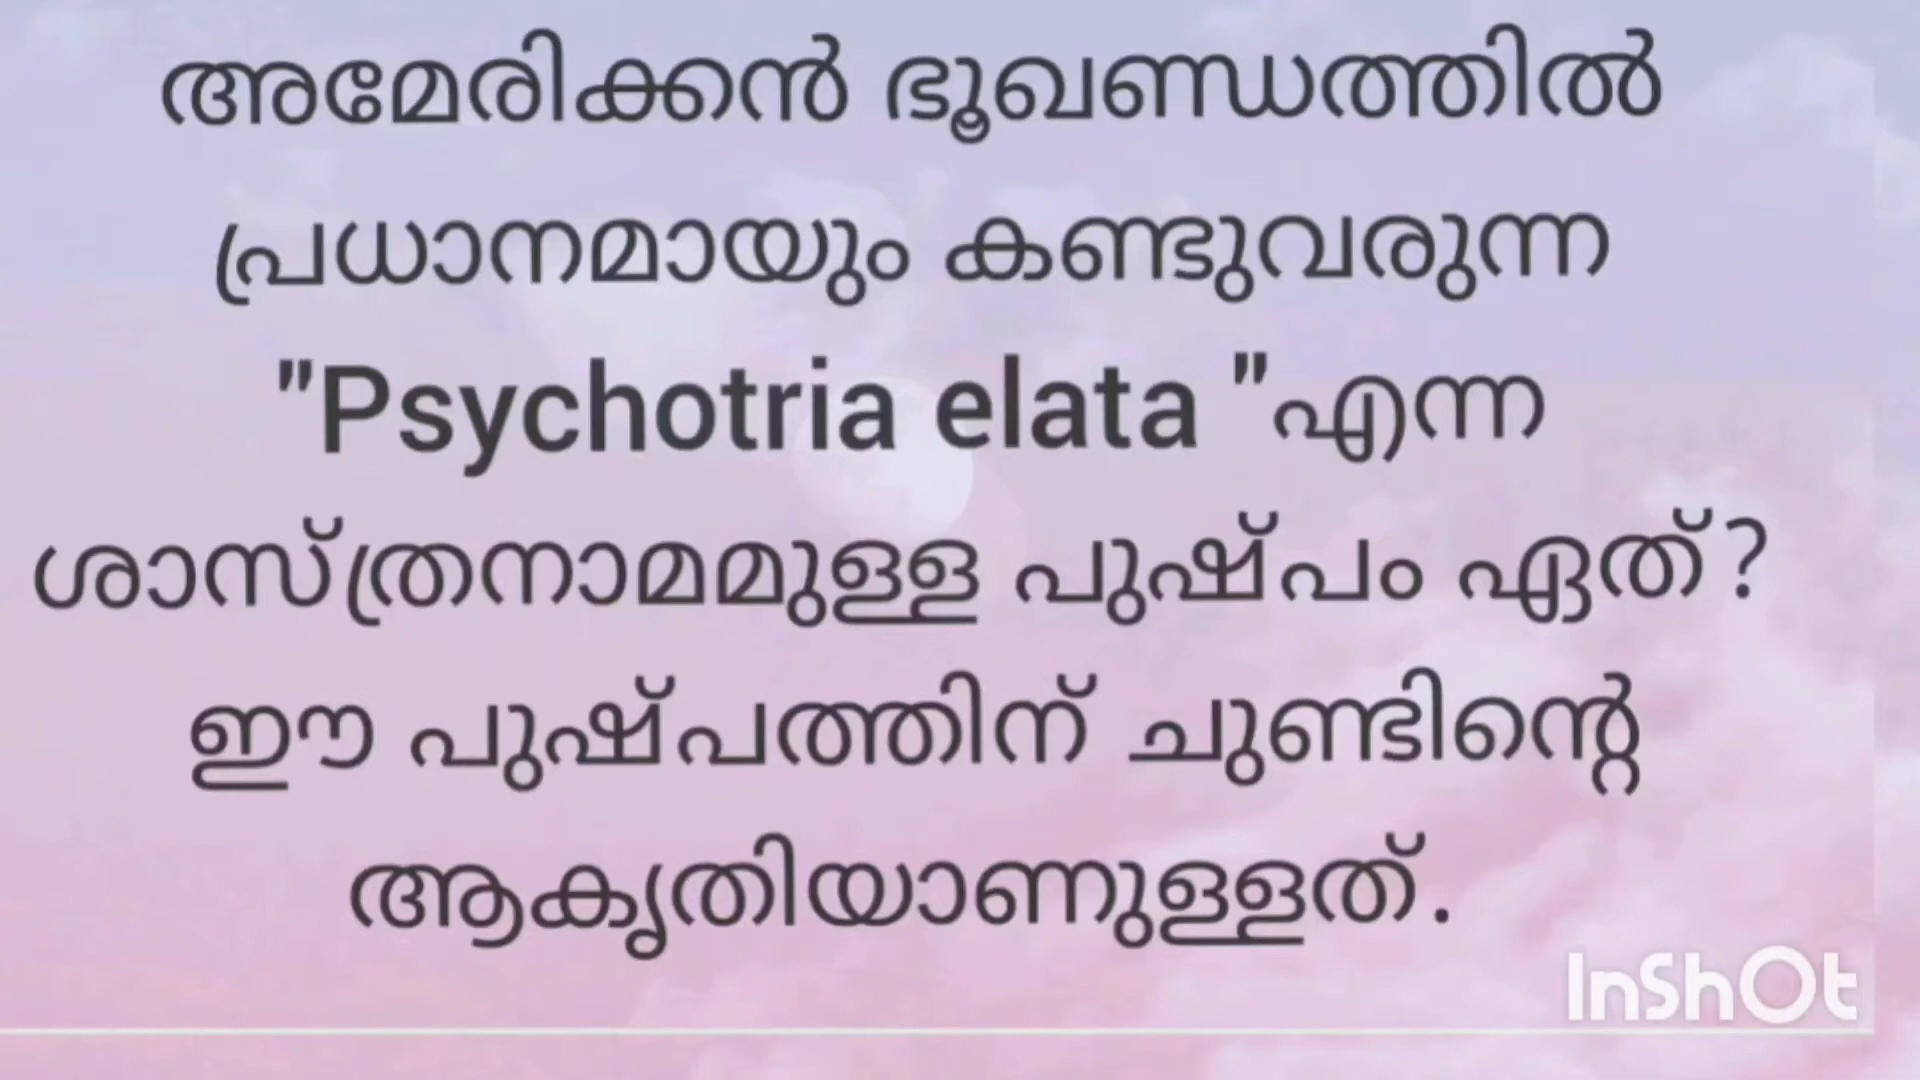 അമേരിക്കൻ ഭൂഖണ്ഡത്തിൽ
പ്രധാനമായും കണ്ടുവരുന്ന
"Psychotria elata "എന്ന
ശാസ്ത്രനാമമുള്ള പുഷ്പം ഏത്?
ഈ പുഷ്പത്തിന് ചുണ്ടിന്റെ
ആകൃതിയാണുള്ളത്.
InShOt